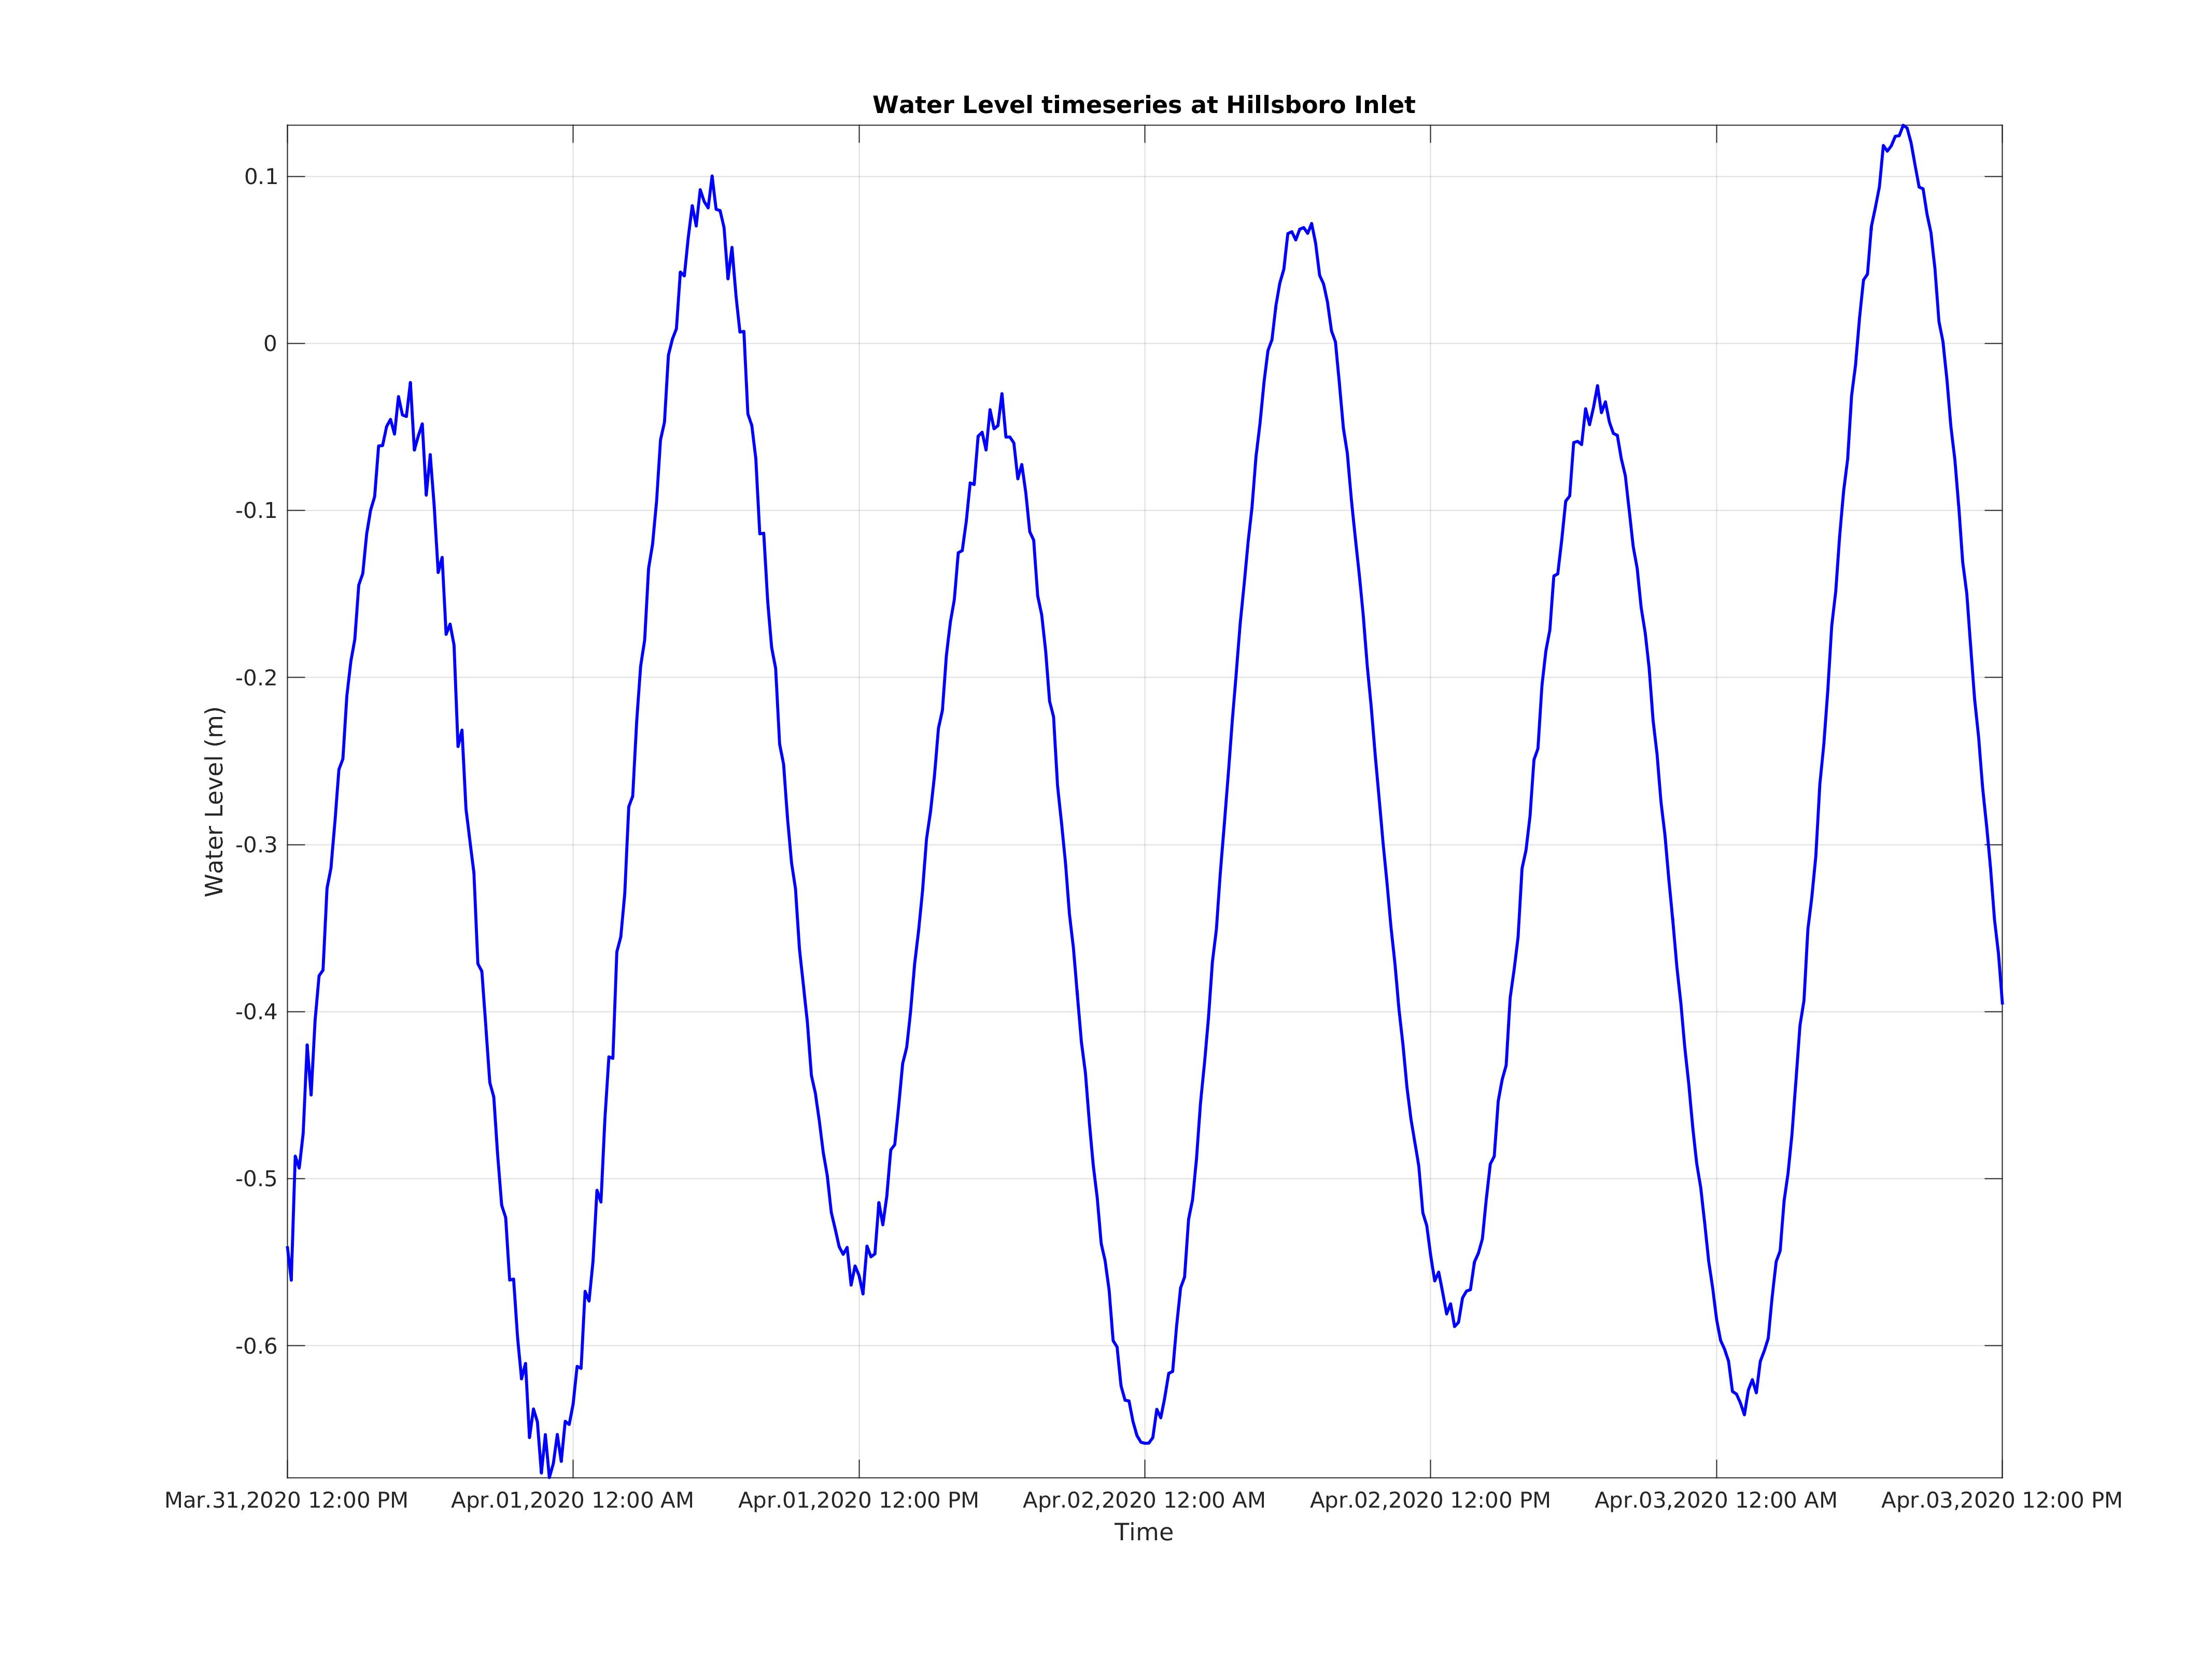 Water Level timeseries at Hillsboro Inlet
0.1
0
-0.1
-0.2
-0.3
-0.4
-0.5
-0.6
Water Level (m)
Mar.31,2020 12:00 PM Apr.01,2020 12:00 AM Apr.01,2020 12:00 PM Apr.02,2020 12:00 AM Apr.02,2020 12:00 PM Apr.03,2020 12:00 AM Apr.03,2020 12:00 PM
Time